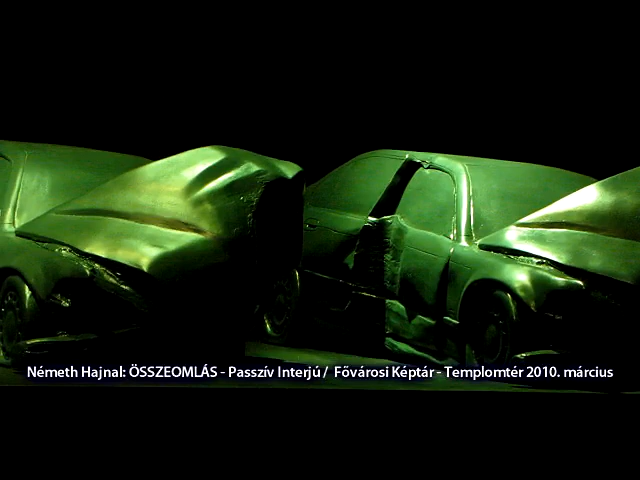 Németh Hajnal: ÖSSZEOMLÁS - Passzív Interjú / Fővárosi Képtár - Templomtér 2010. március